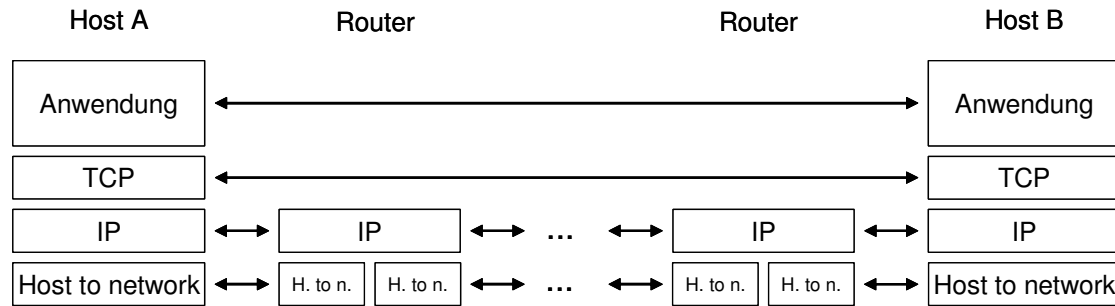 Host A Router Router Host B
Anwendung Anwendung
TCP TCP
IP IP ... IP IP
Host to network H. to n. H. to n. ... H. to n. H. to n. Host to network